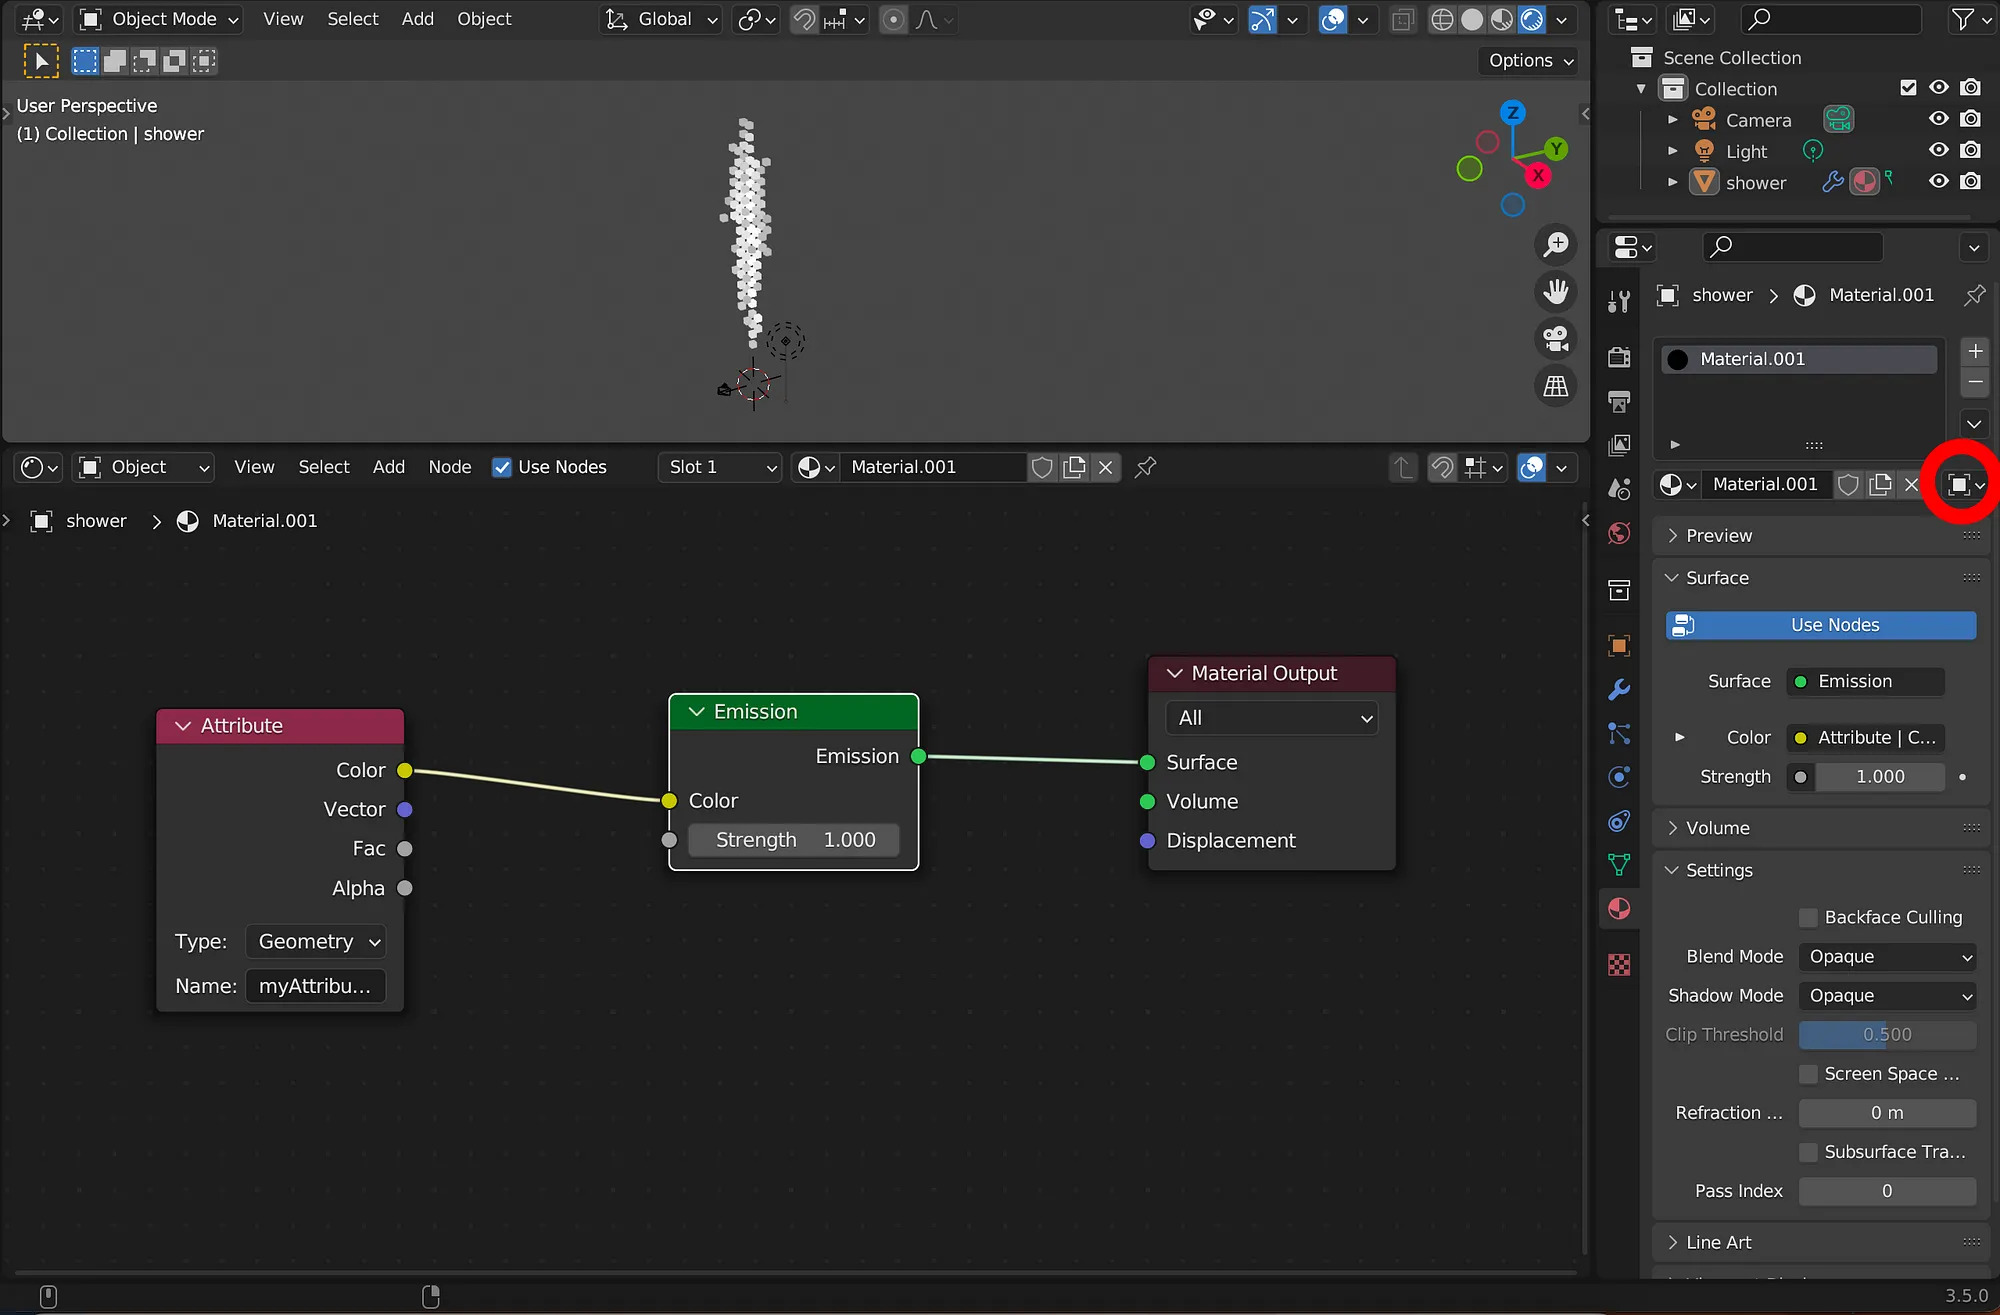 Object Mode View Select Add Object Global
Options
User Perspective
(1) Collection | shower
Z
Y
X
Scene Collection
Collection
Camera
Light
shower
shower Material.001
Material.001
Material.001
Object View Select Add Node Use Nodes Slot 1 Material.001
shower Material.001
Attribute
Color
Vector
Fac
Alpha
Type: Geometry
Name: myAttribu...
Emission
Emission
Color
Strength 1.000
Material Output
All
Surface
Volume
Displacement
Preview
Surface
Use Nodes
Surface Emission
Color Attribute | C...
Strength 1.000
Volume
Settings
Backface Culling
Blend Mode Opaque
Shadow Mode Opaque
Clip Threshold 0.500
Screen Space ...
Refraction ... 0 m
Subsurface Tra...
Pass Index 0
Line Art
3.5.0